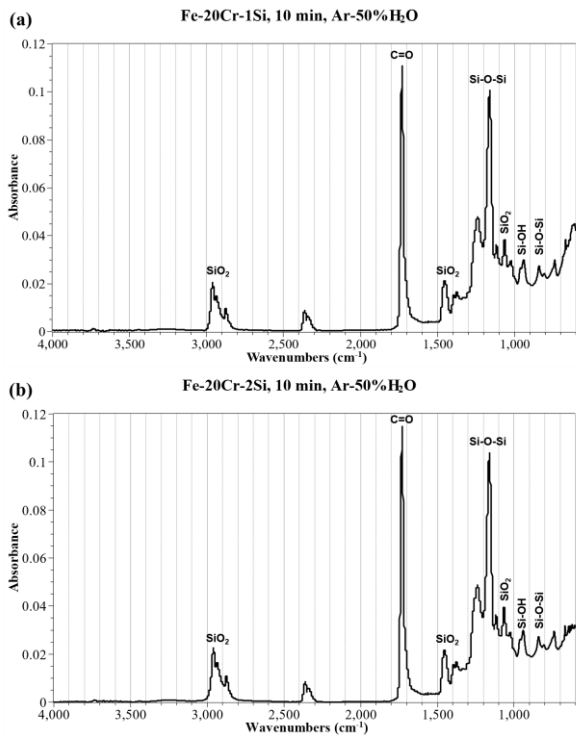 (a) Fe-20Cr-1Si, 10 min, Ar-50%H₂O
0.12
C=O
0.1
Si-O-Si
0.08
Absorbance
0.06
0.04
SiO₂
Si-OH
Si-O-Si
SiO₂
SiO₂
0.02
0
4,000 3,500 3,000 2,500 2,000 1,500 1,000
Wavenumbers (cm⁻¹)
(b) Fe-20Cr-2Si, 10 min, Ar-50%H₂O
0.12
C=O
0.1
Si-O-Si
0.08
Absorbance
0.06
0.04
SiO₂
Si-OH
Si-O-Si
SiO₂
SiO₂
0.02
0
4,000 3,500 3,000 2,500 2,000 1,500 1,000
Wavenumbers (cm⁻¹)